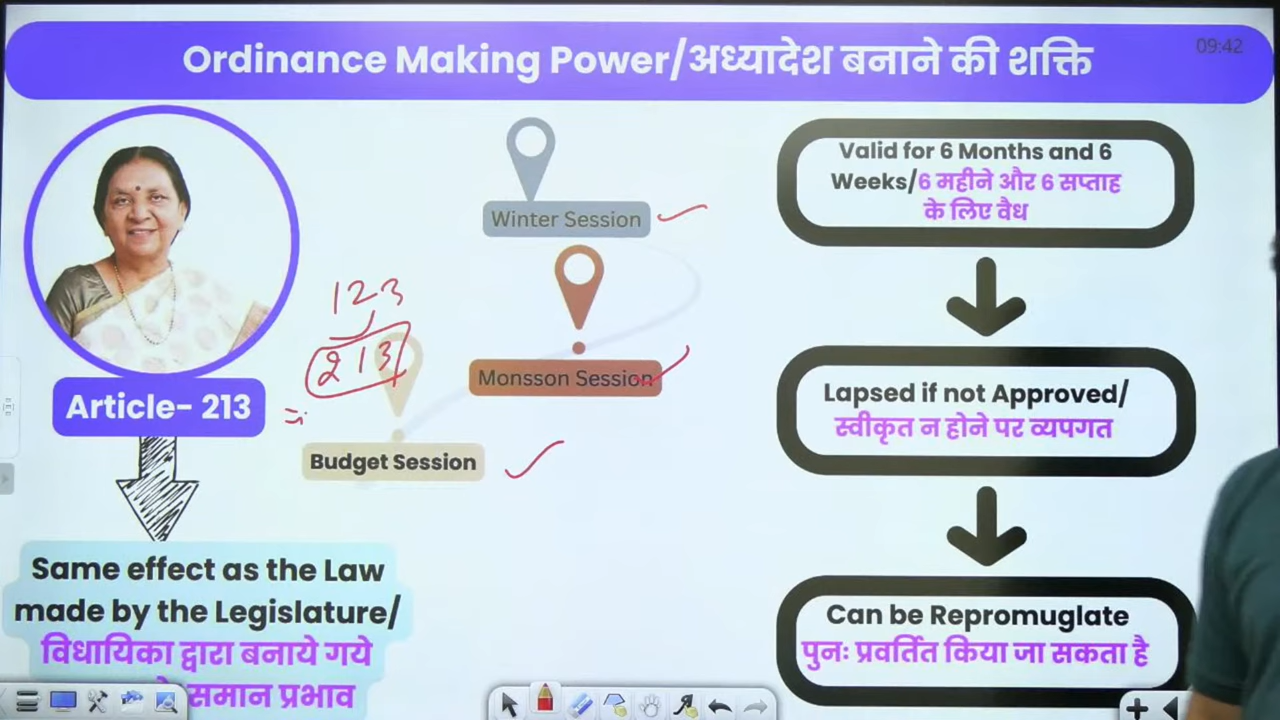 Ordinance Making Power/अध्यादेश बनाने की शक्ति
09:42
Winter Session
123
213
Monsson Session
Article- 213
Budget Session
Same effect as the Law
made by the Legislature/
विधायिका द्वारा बनाये गये
समान प्रभाव
Valid for 6 Months and 6
Weeks/6 महीने और 6 सप्ताह
के लिए वैध
Lapsed if not Approved/
स्वीकृत न होने पर व्यपगत
Can be Repromuglate
पुनः प्रवर्तित किया जा सकता है